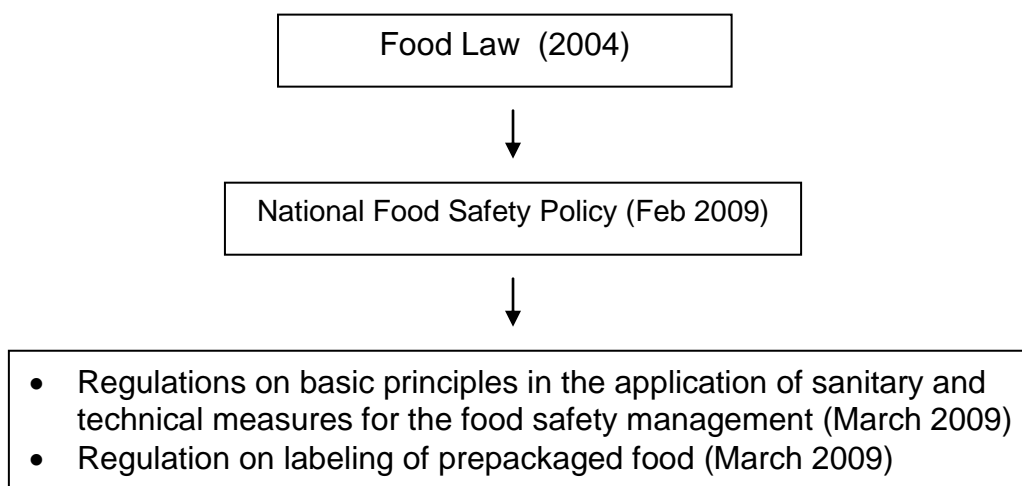 Food Law  (2004)
National Food Safety Policy (Feb 2009)
• Regulations on basic principles in the application of sanitary and
technical measures for the food safety management (March 2009)
• Regulation on labeling of prepackaged food (March 2009)